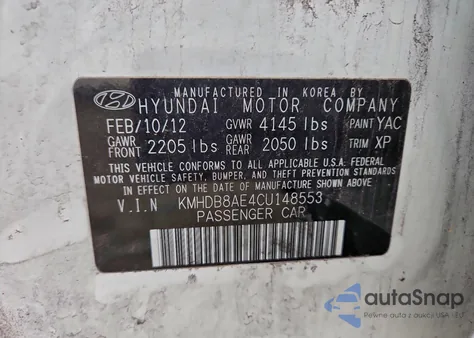 MANUFACTURED IN KOREA BY
HYUNDAI MOTOR COMPANY
FEB/10/12 GVWR 4145 lbs PAINT YAC
GAWR FRONT 2205 lbs GAWR REAR 2050 lbs TRIM XP
THIS VEHICLE CONFORMS TO ALL APPLICABLE U.S.A. FEDERAL
MOTOR VEHICLE SAFETY, BUMPER, AND THEFT STANDARDS
IN EFFECT ON THE DATE OF MANUFACTURE SHOWN ABOVE
V.I.N KMHDB8AE4CU148553
PASSENGER CAR
autoSnap